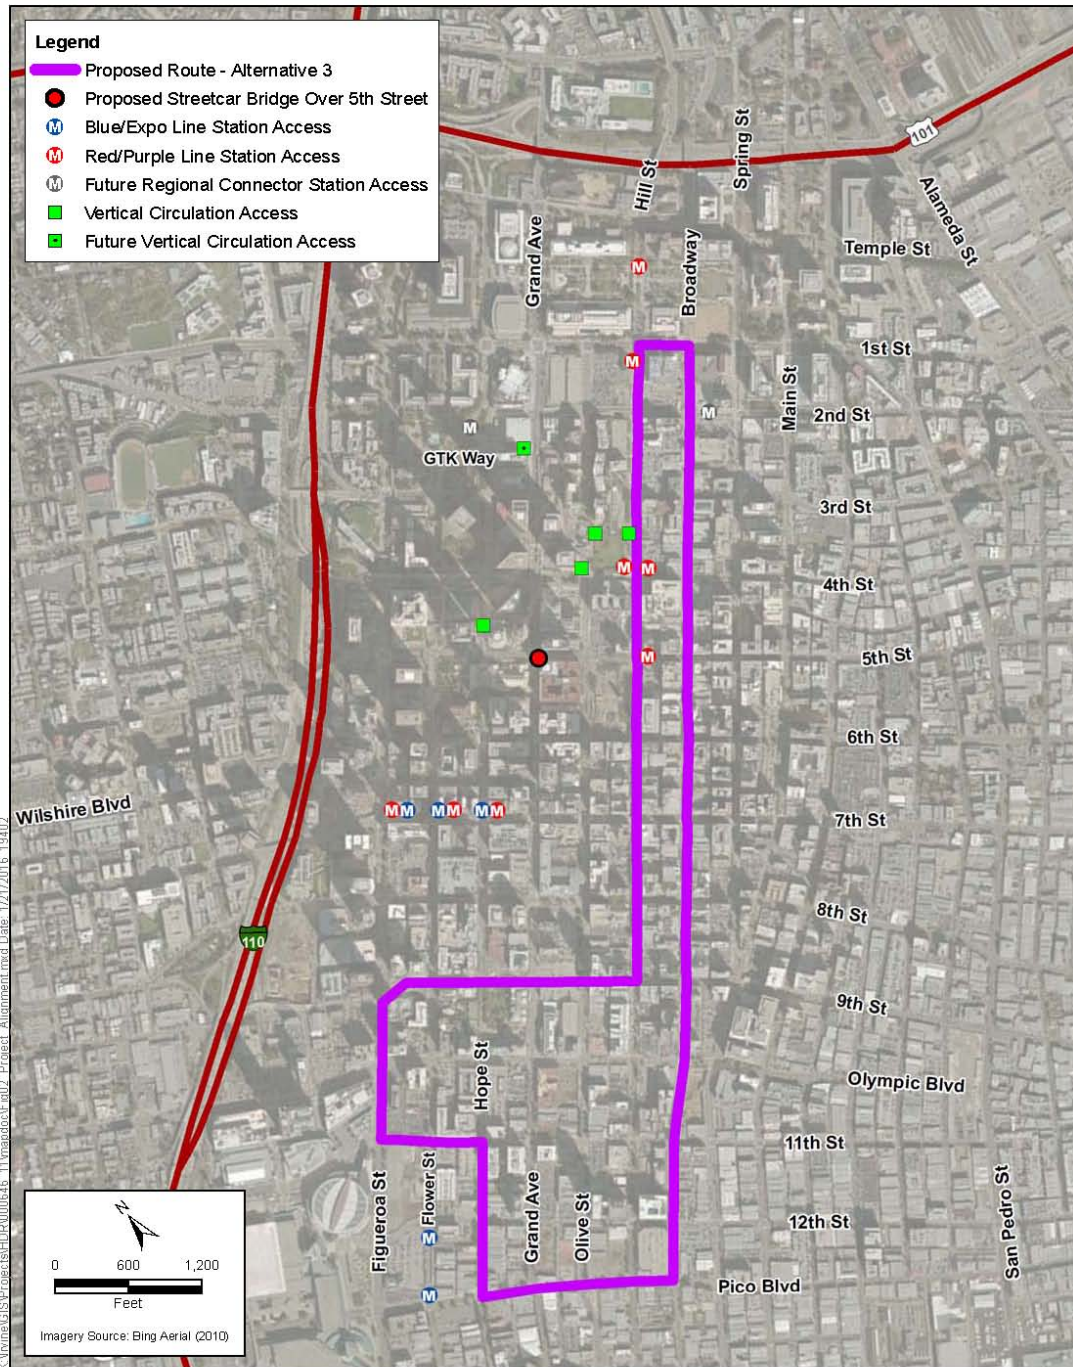 Legend
Proposed Route - Alternative 3
Proposed Streetcar Bridge Over 5th Street
M Blue/Expo Line Station Access
M Red/Purple Line Station Access
M Future Regional Connector Station Access
Vertical Circulation Access
Future Vertical Circulation Access
101
Spring St
Hill St
Alameda St
Grand Ave
Broadway
Temple St
M
1st St
M
Main St
2nd St
M
M
GTK Way
3rd St
H
M M
4th St
5th St
M
6th St
Wilshire Blvd
M M M M M M
7th St
8th St
110
9th St
Hope St
Olympic Blvd
11th St
Figueroa St
Flower St
Grand Ave
Olive St
12th St
San Pedro St
M
M
Pico Blvd
N
0 600 1,200
Feet
Imagery Source: Bing Aerial (2010)